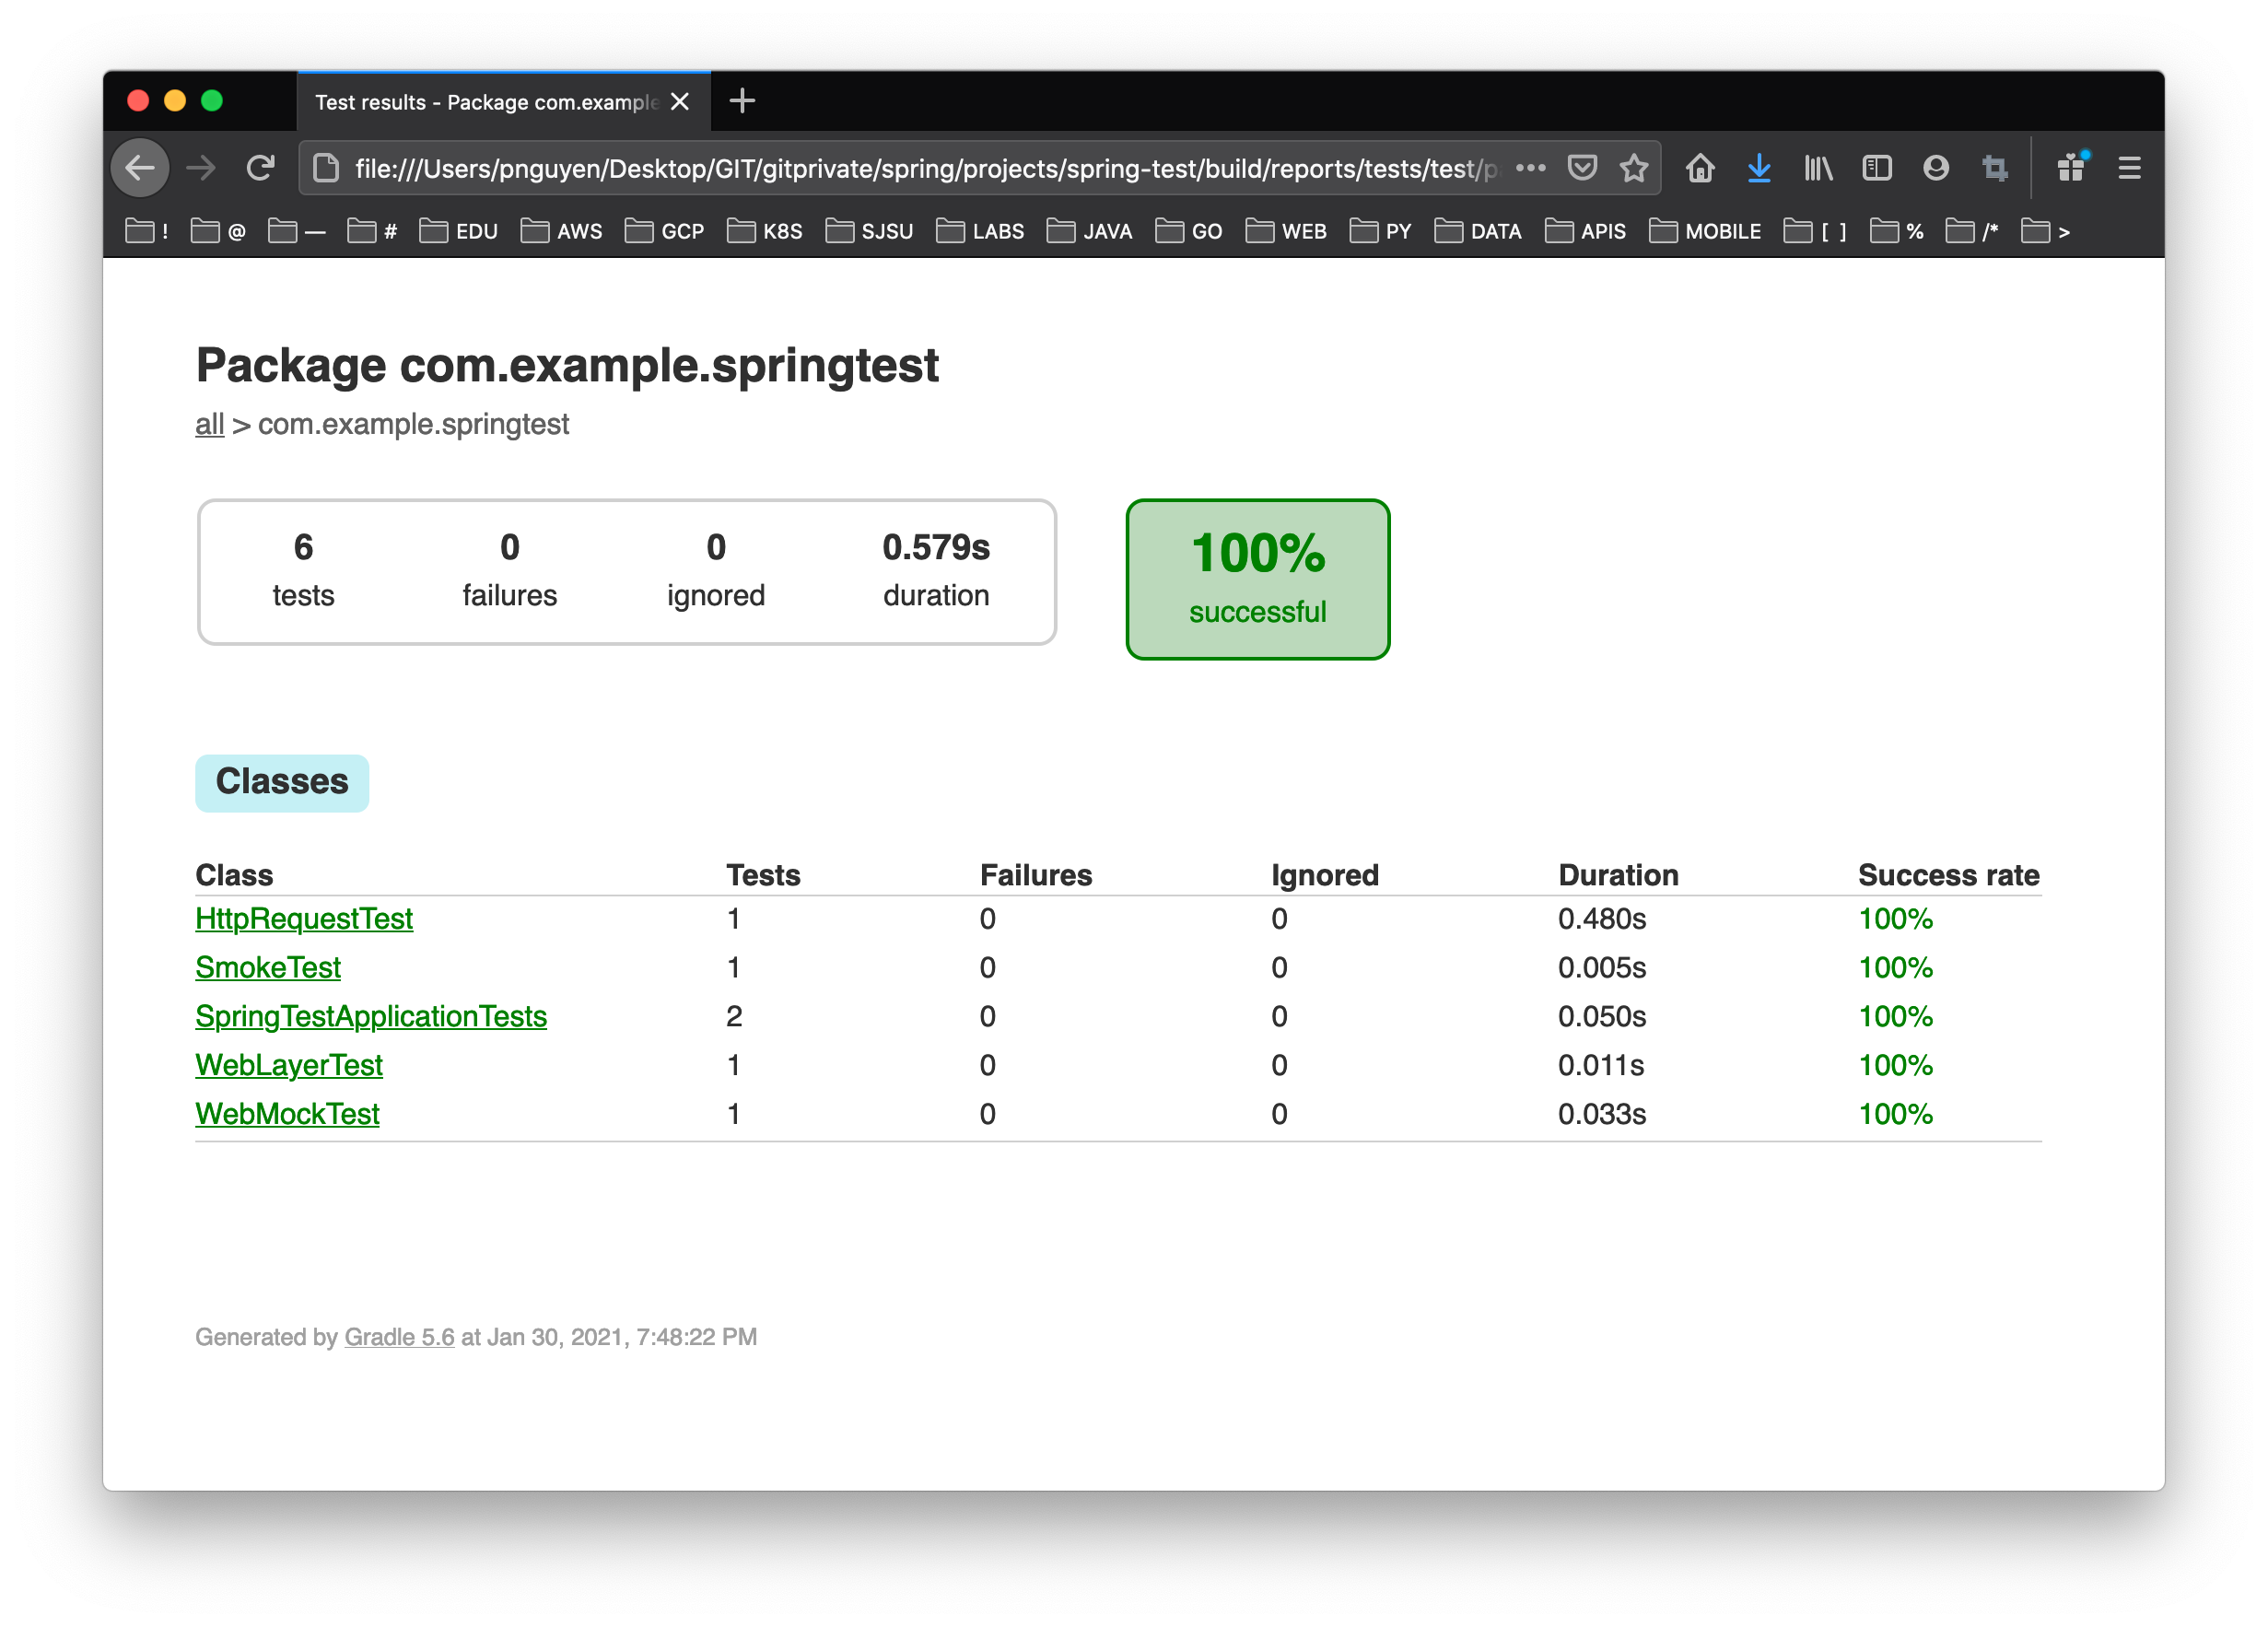 Test results - Package com.example
file:///Users/pnguyen/Desktop/GIT/gitprivate/spring/projects/spring-test/build/reports/tests/test/p
! @ — # EDU AWS GCP K8S SJSU LABS JAVA GO WEB PY DATA APIS MOBILE [ ] % /* >
Package com.example.springtest
all > com.example.springtest
6 0 0 0.579s
tests failures ignored duration
100%
successful
Classes
Class Tests Failures Ignored Duration Success rate
HttpRequestTest 1 0 0 0.480s 100%
SmokeTest 1 0 0 0.005s 100%
SpringTestApplicationTests 2 0 0 0.050s 100%
WebLayerTest 1 0 0 0.011s 100%
WebMockTest 1 0 0 0.033s 100%
Generated by Gradle 5.6 at Jan 30, 2021, 7:48:22 PM